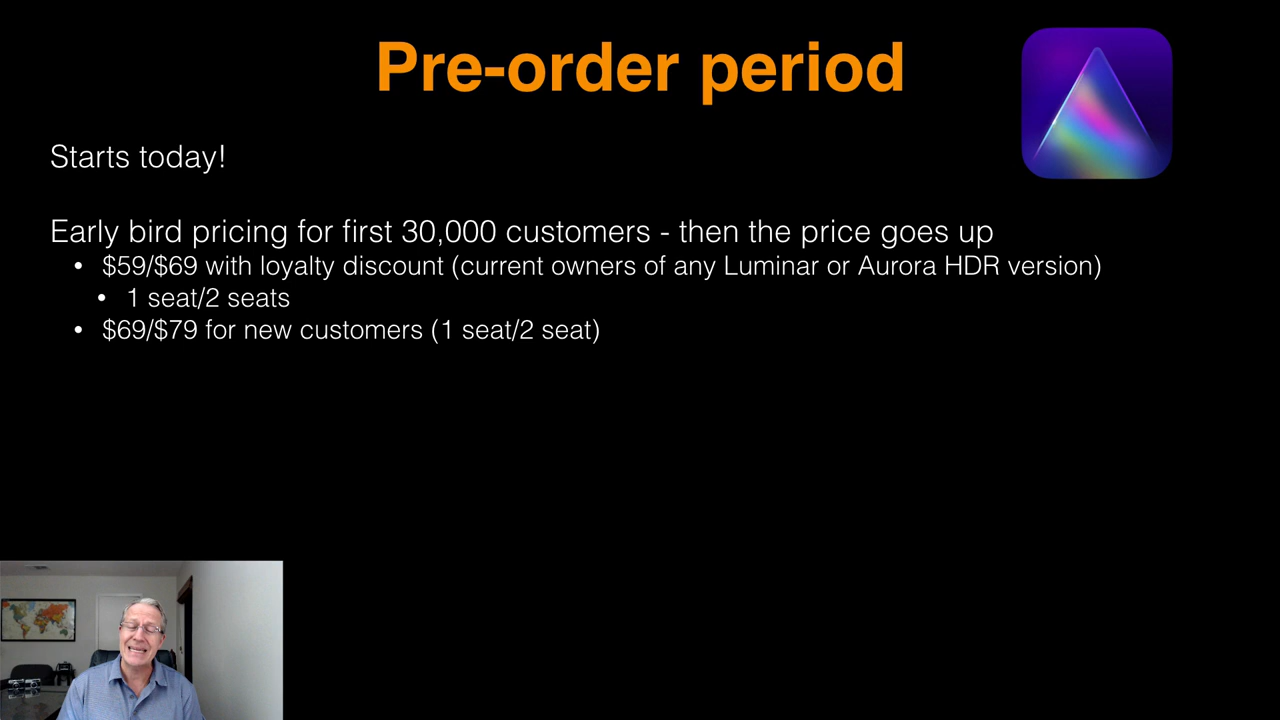 Pre-order period
Starts today!
Early bird pricing for first 30,000 customers - then the price goes up
• $59/$69 with loyalty discount (current owners of any Luminar or Aurora HDR version)
• 1 seat/2 seats
• $69/$79 for new customers (1 seat/2 seat)